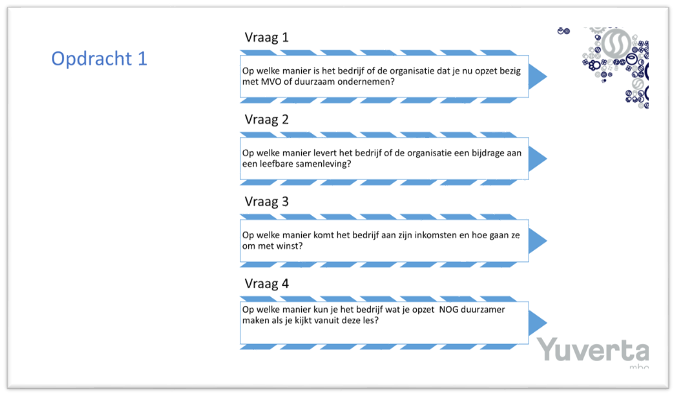 Opdracht 1
Vraag 1
Op welke manier is het bedrijf of de organisatie dat je nu opzet bezig
met MVO of duurzaam ondernemen?
Vraag 2
Op welke manier levert het bedrijf of de organisatie een bijdrage aan
een leefbare samenleving?
Vraag 3
Op welke manier komt het bedrijf aan zijn inkomsten en hoe gaan ze
om met winst?
Vraag 4
Op welke manier kun je het bedrijf wat je opzet NOG duurzamer
maken als je kijkt vanuit deze les?
Yuverta
mbo